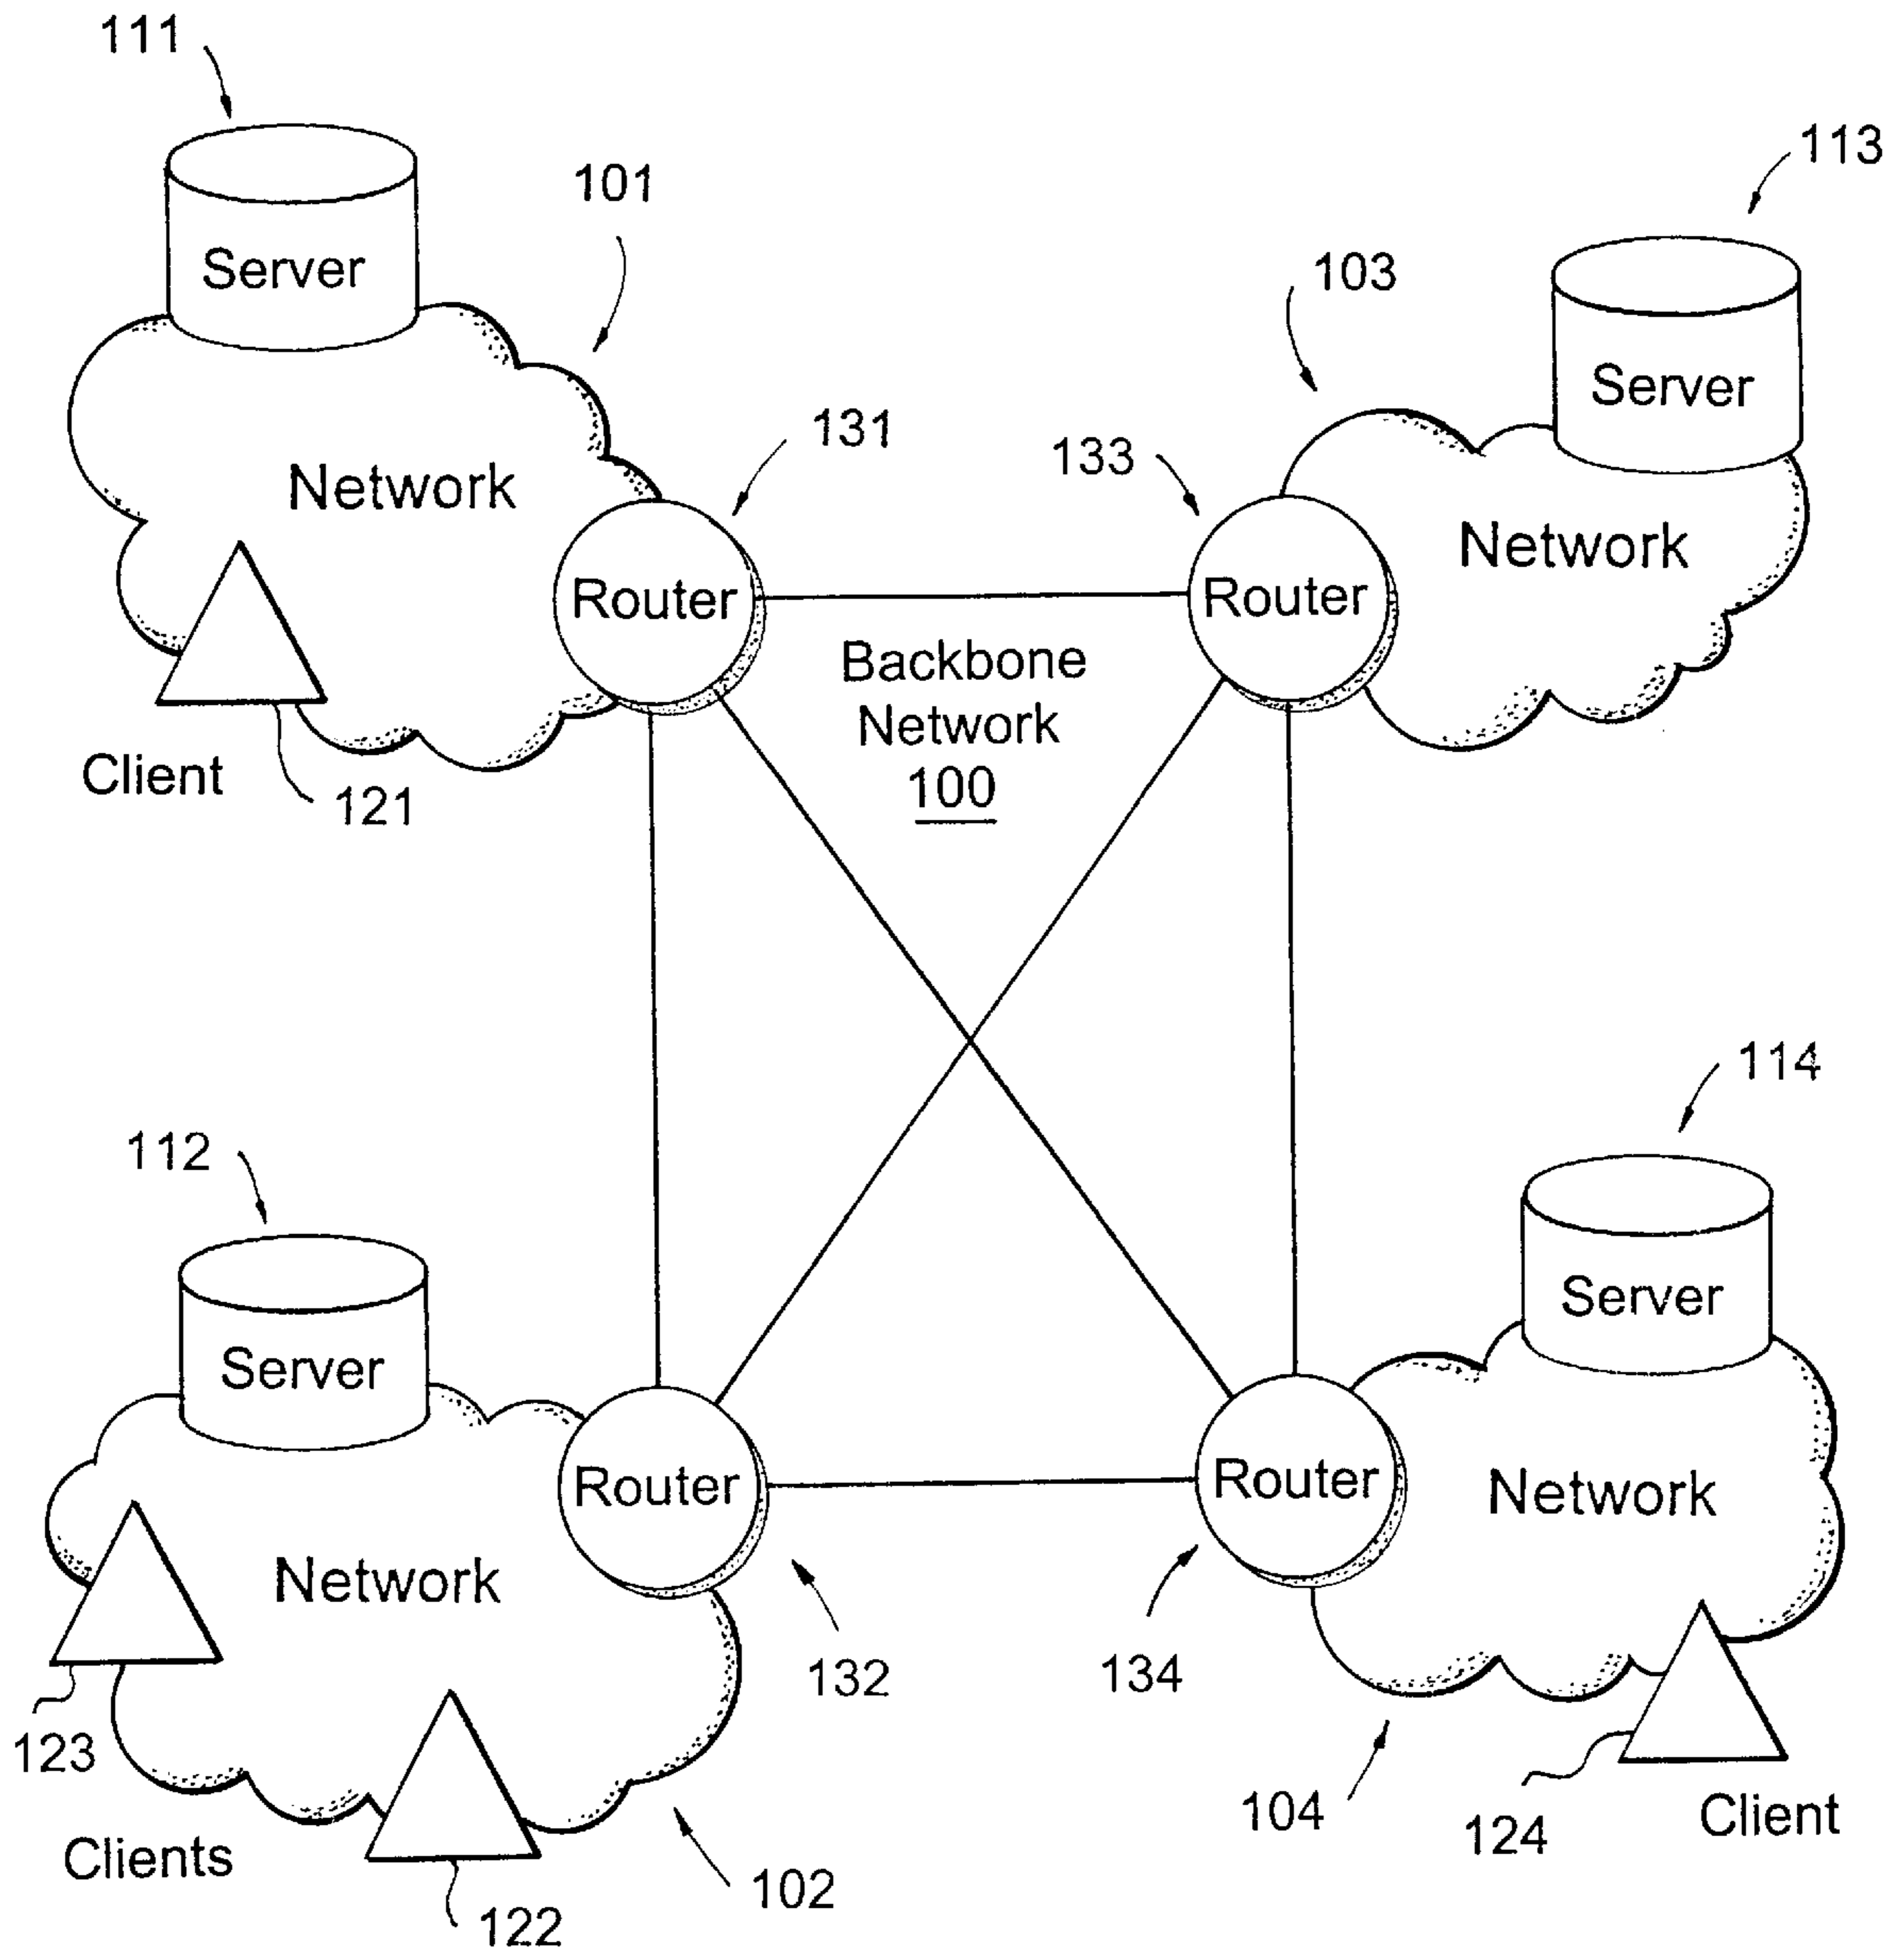 111
113
101
Server
103
Server
131
133
Network
Network
Router
Router
Backbone
Network
100
Client
121
114
112
Server
Server
Router
Router
Network
Network
132
134
123
104
Client
124
Clients
102
122